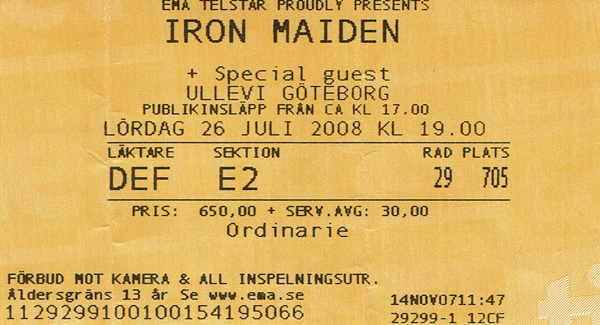 EMA TELSTAR PROUDLY PRESENTS
IRON MAIDEN
+ Special guest
ULLEVI GÖTEBORG
PUBLIKINSLÄPP FRÅN CA KL 17.00
LÖRDAG 26 JULI 2008 KL 19.00
LÄKTARE SEKTION RAD PLATS
DEF E2 29 705
PRIS: 650,00 + SERV.AVG: 30,00
Ordinarie
FÖRBUD MOT KAMERA & ALL INSPELNINGSUTR.
Åldersgräns 13 år Se www.ema.se
14NOV0711:47
11292991001001541950​66
29299-1 12CF